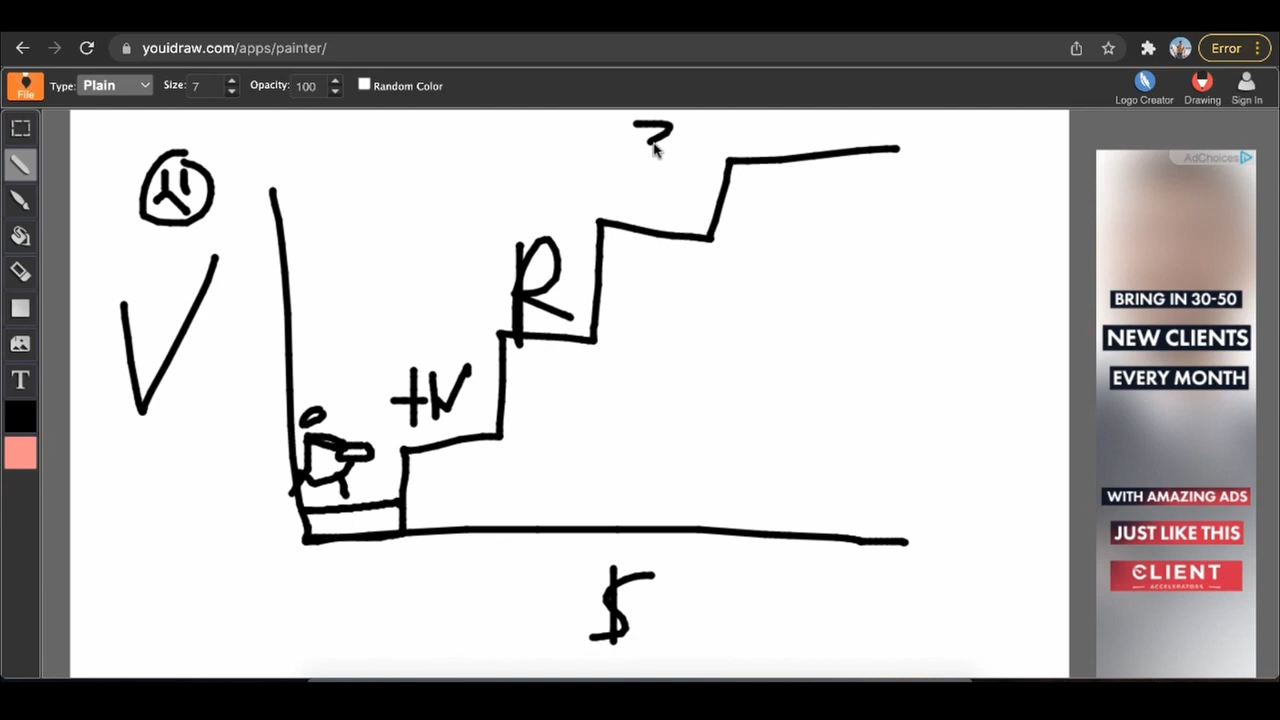 youidraw.com/apps/painter/
Error
File
Type: Plain
Size: 7
Opacity: 100
Random Color
Logo Creator
Drawing
Sign In
AdChoices
BRING IN 30-50
NEW CLIENTS
EVERY MONTH
WITH AMAZING ADS
JUST LIKE THIS
CLIENT
ACCELERATORS
T
V
+W
R
$